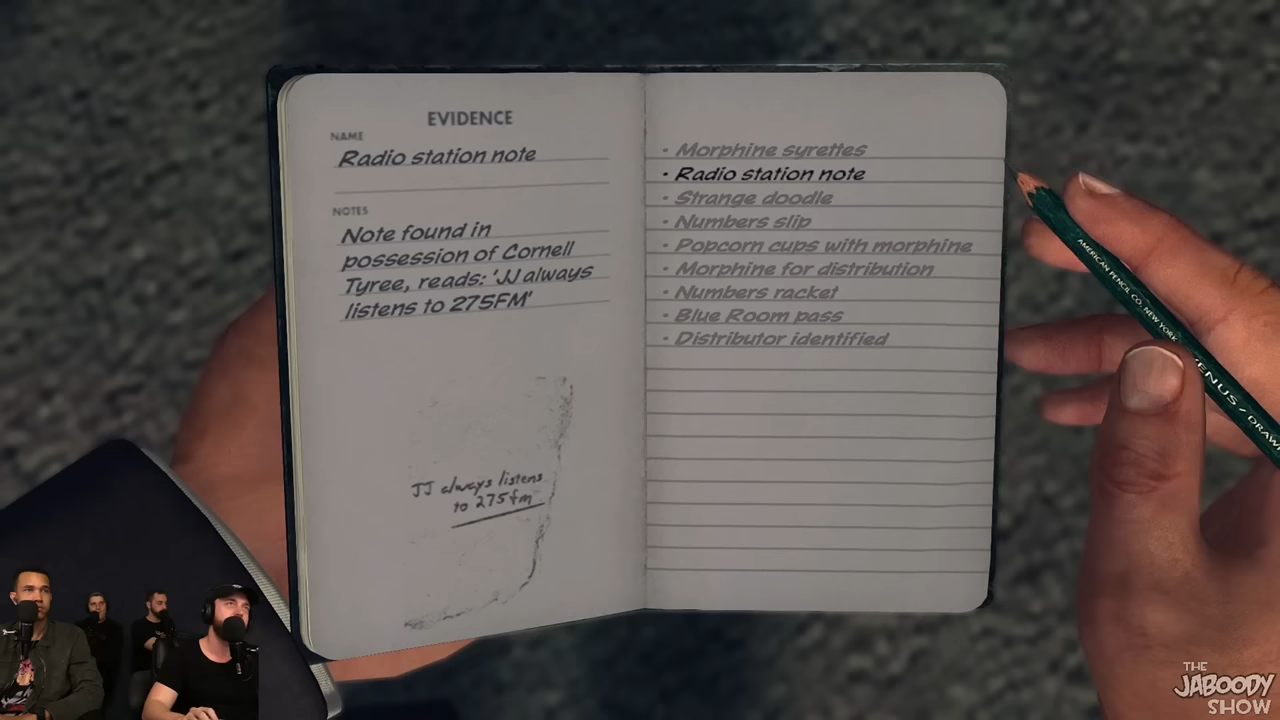 EVIDENCE
NAME
Radio station note
NOTES
Note found in
possession of Cornell
Tyree, reads: 'JJ always
listens to 275FM'
JJ always listens
to 275fm
· Morphine syrettes
· Radio station note
· Strange doodle
· Numbers slip
· Popcorn cups with morphine
· Morphine for distribution
· Numbers racket
· Blue Room pass
· Distributor identified
AMERICAN PENCIL CO. NEW YORK
VENUS / DRAWI
THE
JABOODY
SHOW